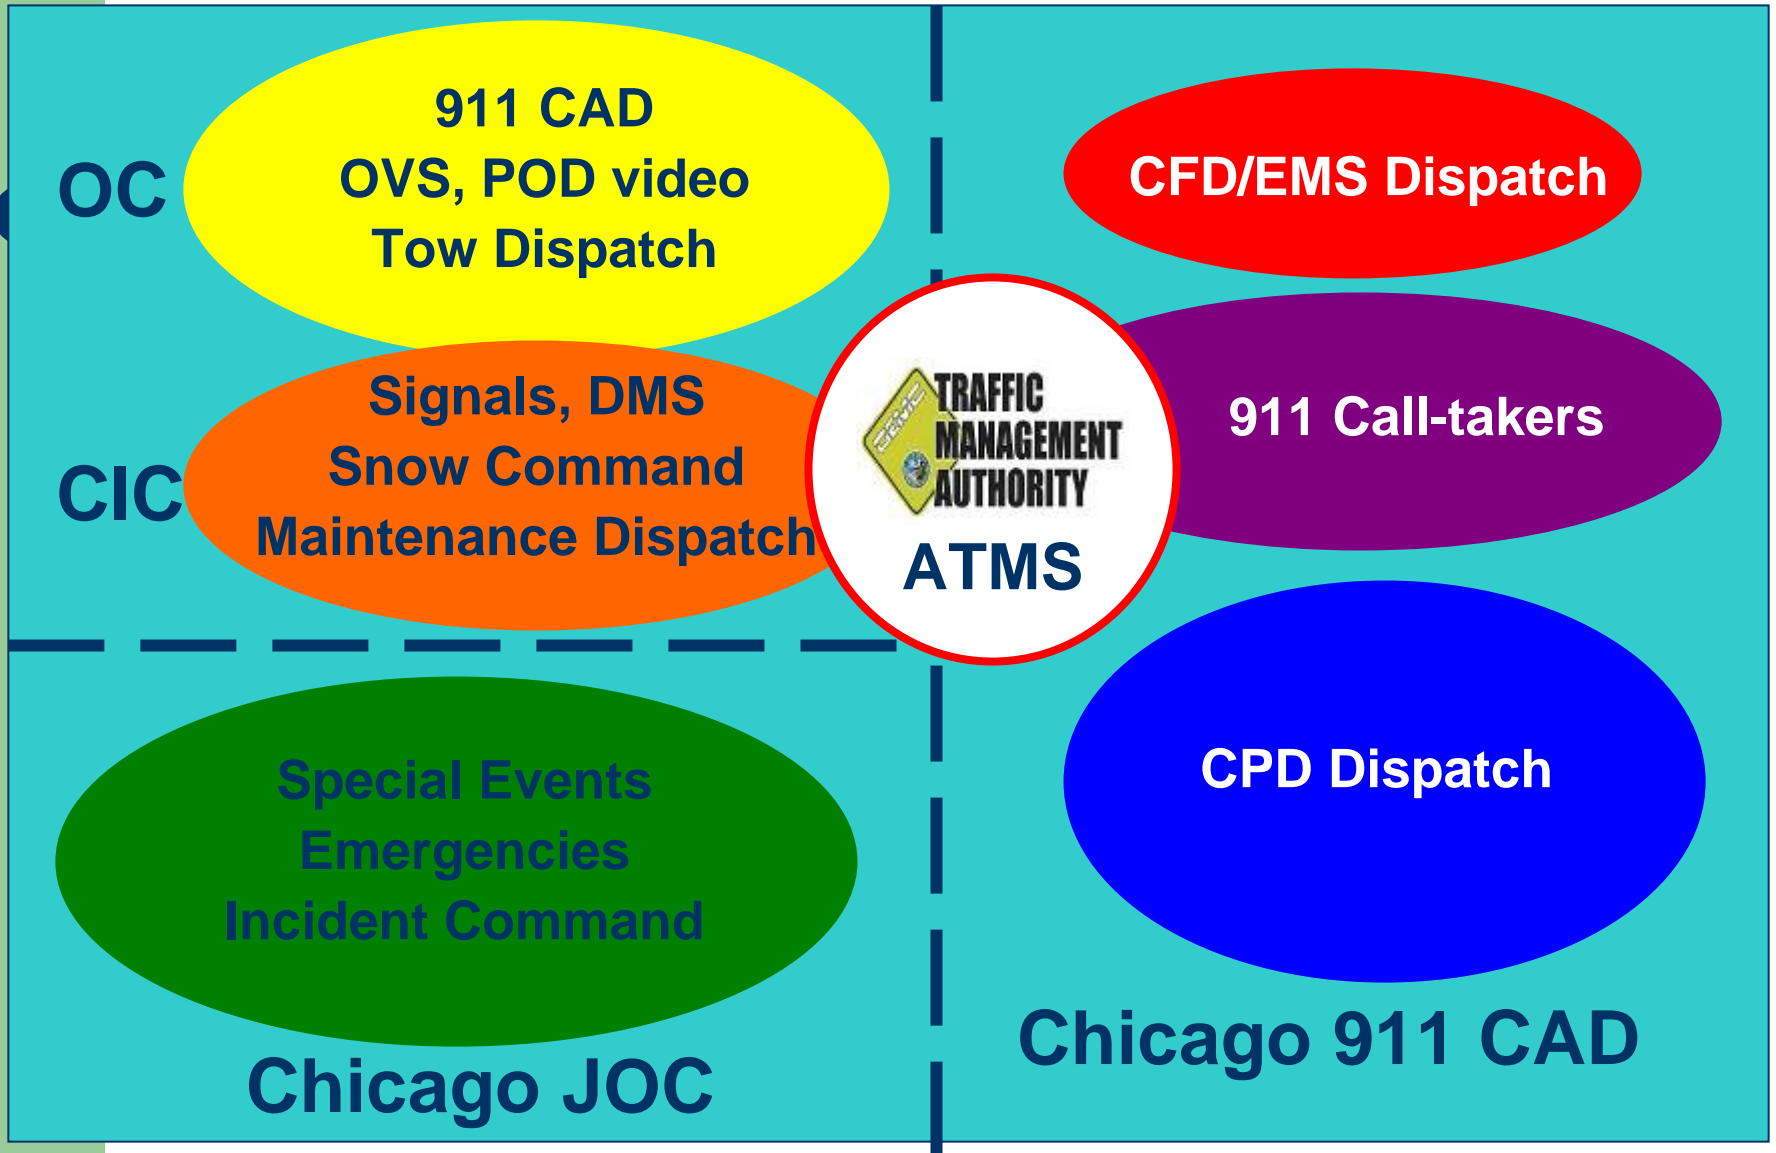 OC
911 CAD
OVS, POD video
Tow Dispatch
CIC
Signals, DMS
Snow Command
Maintenance Dispatch
TRAFFIC
MANAGEMENT
AUTHORITY
ATMS
CFD/EMS Dispatch
911 Call-takers
CPD Dispatch
Chicago 911 CAD
Special Events
Emergencies
Incident Command
Chicago JOC